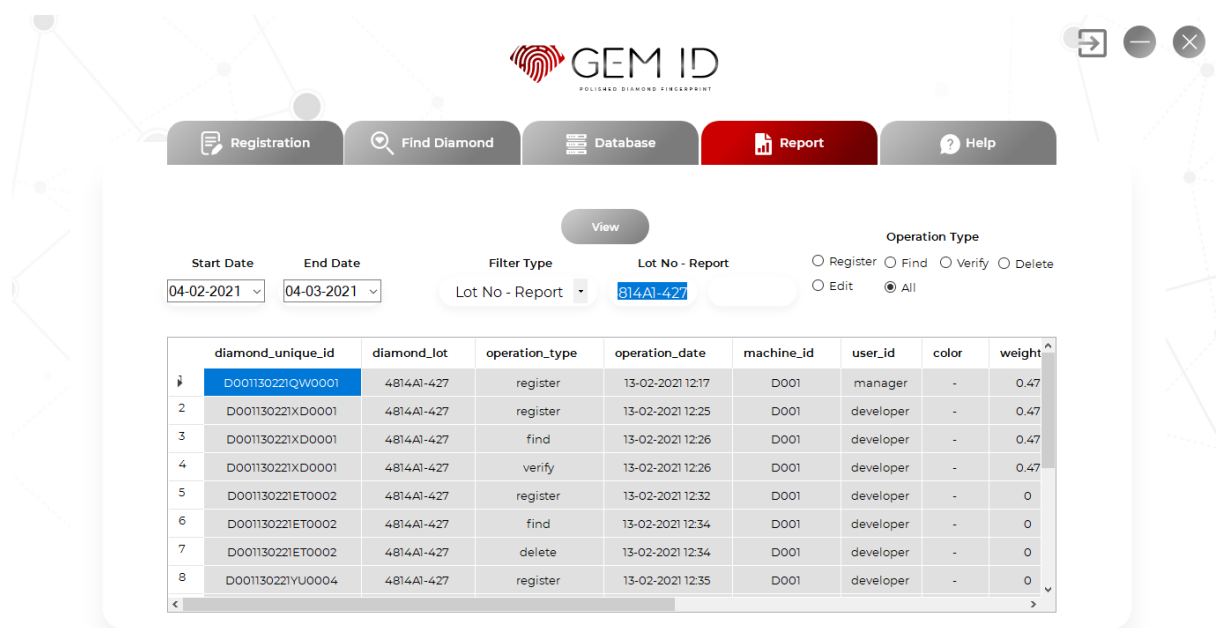 GEM ID
POLISHED DIAMOND FINGERPRINT
Registration Find Diamond Database Report Help
View
Operation Type
Start Date End Date Filter Type Lot No - Report
Register Find Verify Delete
04-02-2021 04-03-2021 Lot No - Report 814A1-427
Edit All
diamond_unique_id diamond_lot operation_type operation_date machine_id user_id color weight
D001130221QW0001 4814A1-427 register 13-02-2021 12:17 D001 manager - 0.47
2 D001130221XD0001 4814A1-427 register 13-02-2021 12:25 D001 developer - 0.47
3 D001130221XD0001 4814A1-427 find 13-02-2021 12:26 D001 developer - 0.47
4 D001130221XD0001 4814A1-427 verify 13-02-2021 12:26 D001 developer - 0.47
5 D001130221ET0002 4814A1-427 register 13-02-2021 12:32 D001 developer - 0
6 D001130221ET0002 4814A1-427 find 13-02-2021 12:34 D001 developer - 0
7 D001130221ET0002 4814A1-427 delete 13-02-2021 12:34 D001 developer - 0
8 D001130221YU0004 4814A1-427 register 13-02-2021 12:35 D001 developer - 0